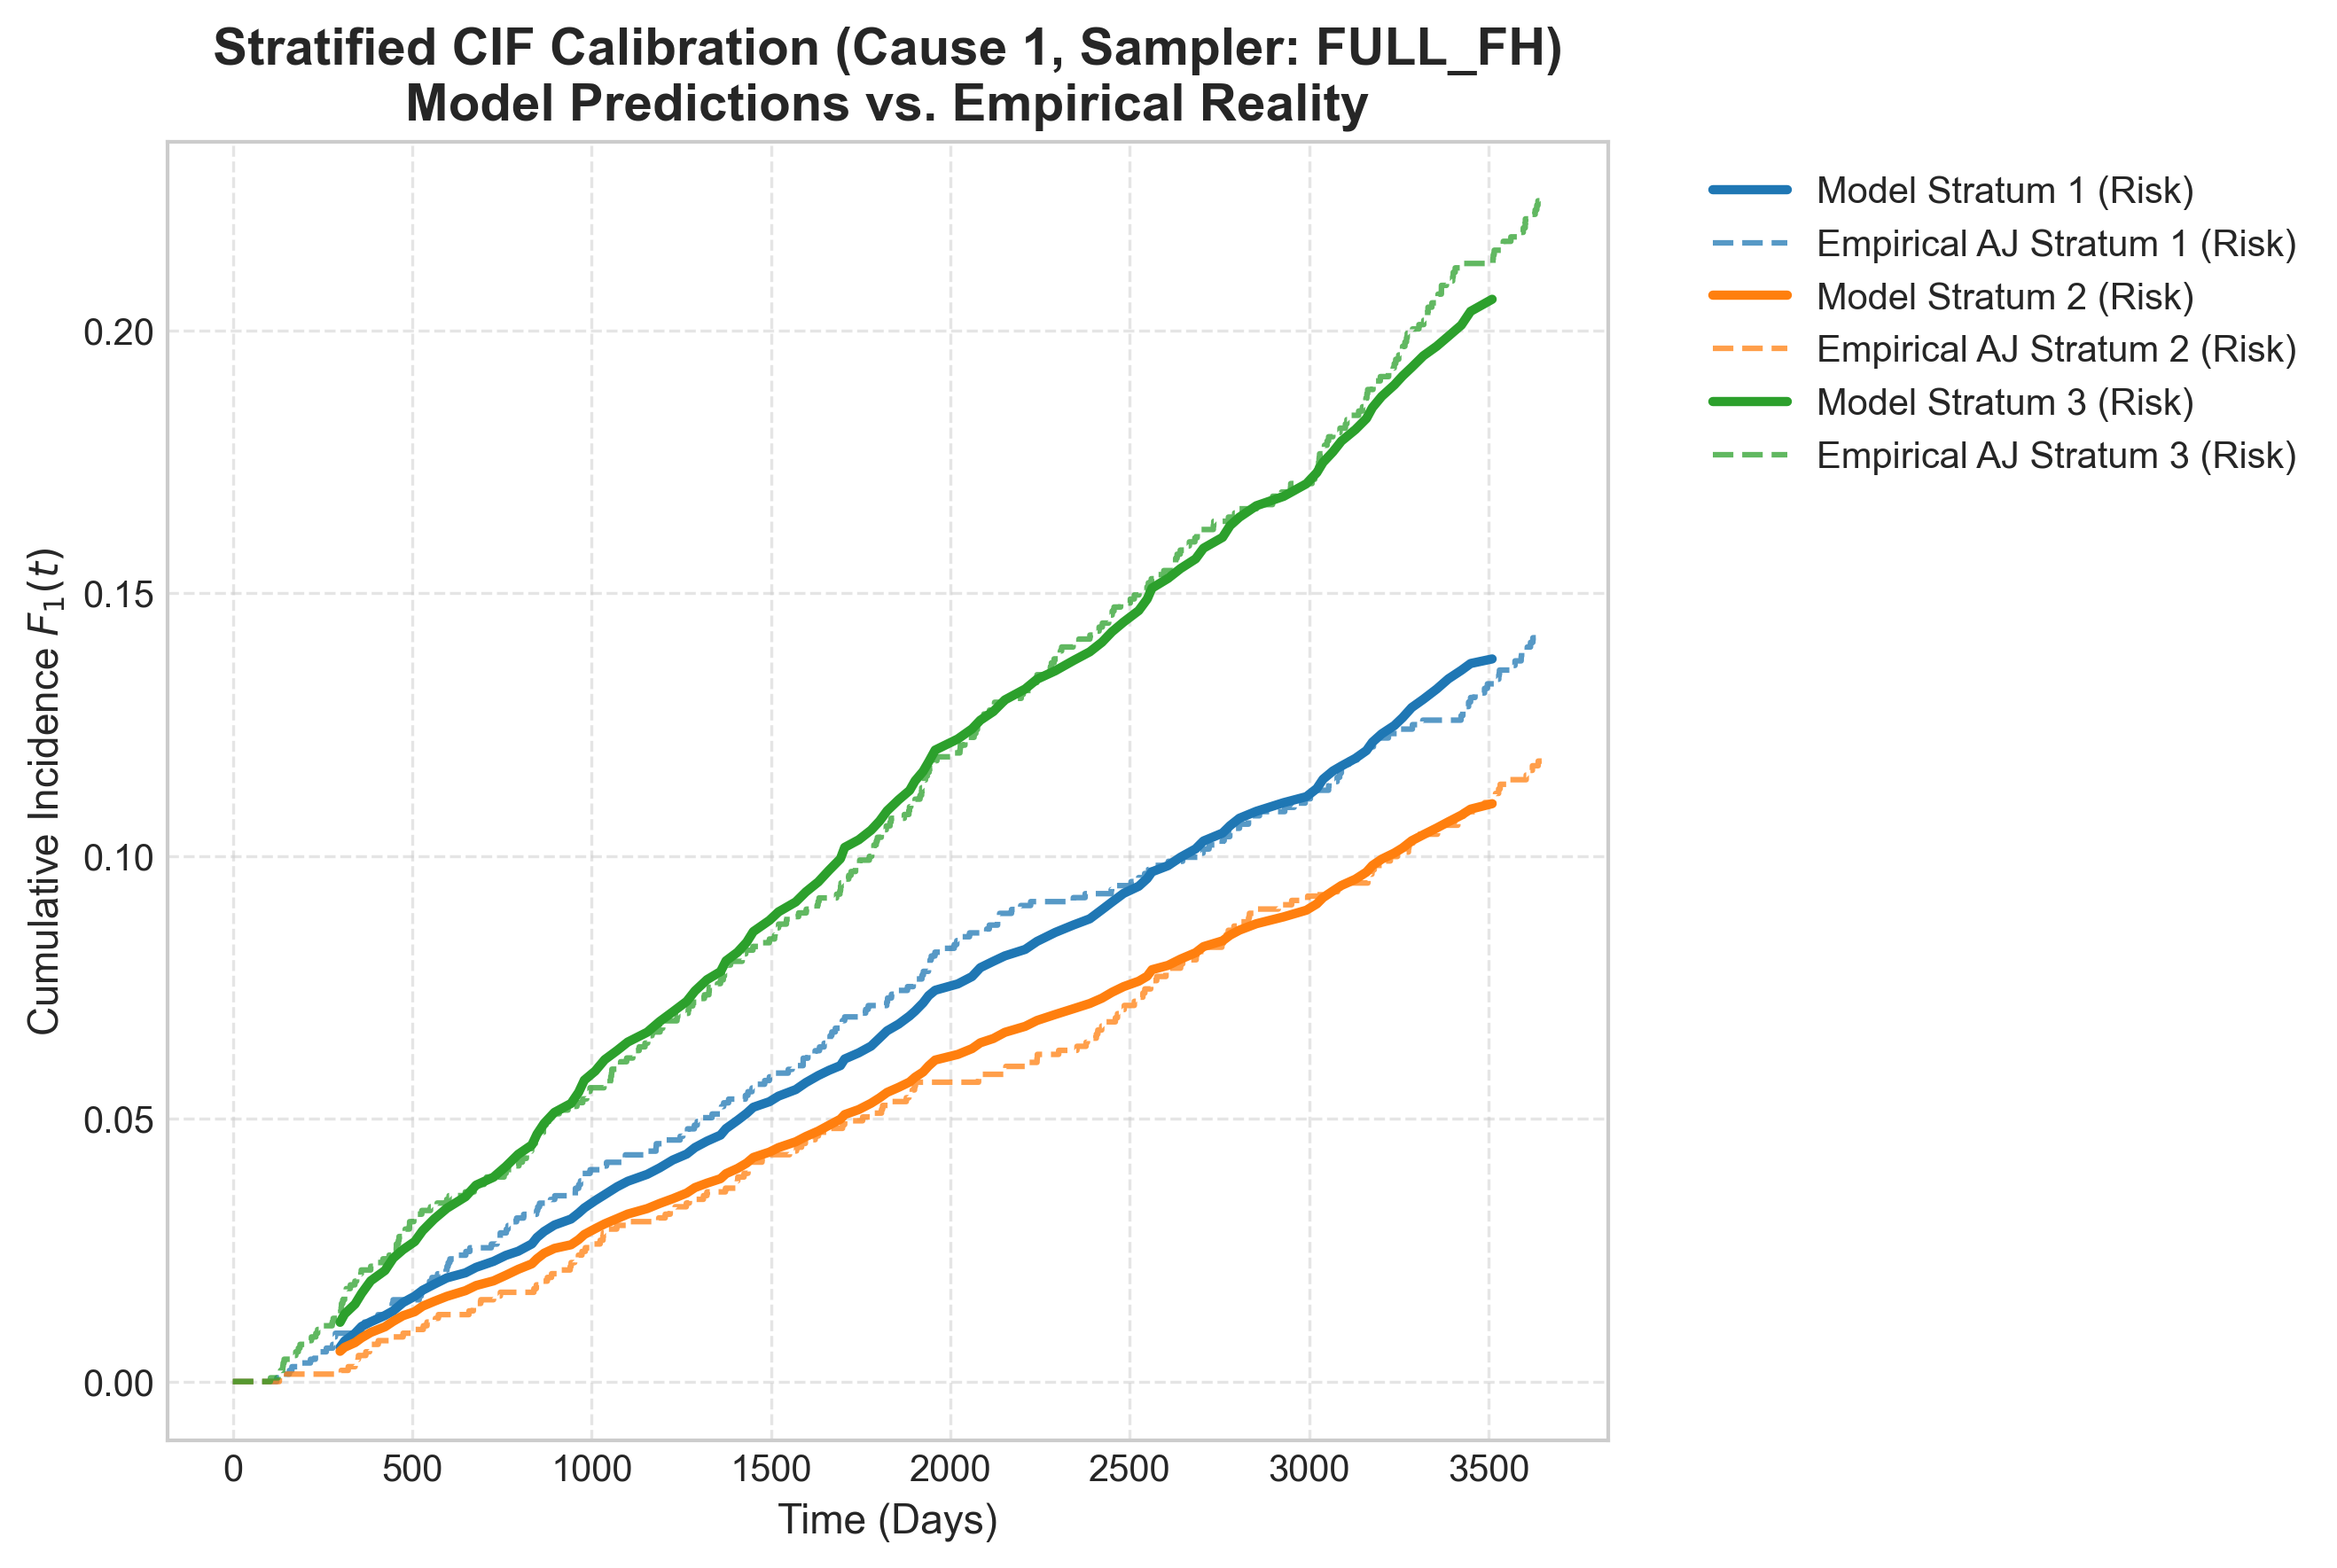 Stratified CIF Calibration (Cause 1, Sampler: FULL_FH)
Model Predictions vs. Empirical Reality
Model Stratum 1 (Risk)
Empirical AJ Stratum 1 (Risk)
Model Stratum 2 (Risk)
Empirical AJ Stratum 2 (Risk)
Model Stratum 3 (Risk)
Empirical AJ Stratum 3 (Risk)
Cumulative Incidence $F_1(t)$
0.20
0.15
0.10
0.05
0.00
0 500 1000 1500 2000 2500 3000 3500
Time (Days)